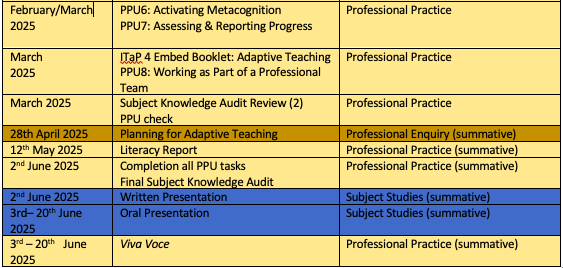 February/March PPU6: Activating Metacognition Professional Practice
2025 PPU7: Assessing & Reporting Progress
March ITaP 4 Embed Booklet: Adaptive Teaching Professional Practice
2025 PPU8: Working as Part of a Professional
Team
March 2025 Subject Knowledge Audit Review (2) Professional Practice
PPU check
28th April 2025 Planning for Adaptive Teaching Professional Enquiry (summative)
12th May 2025 Literacy Report Professional Practice (summative)
2nd June 2025 Completion all PPU tasks Professional Practice (summative)
Final Subject Knowledge Audit
2nd June 2025 Written Presentation Subject Studies (summative)
3rd– 20th June Oral Presentation Subject Studies (summative)
2025
3rd – 20th June Viva Voce Professional Practice (summative)
2025